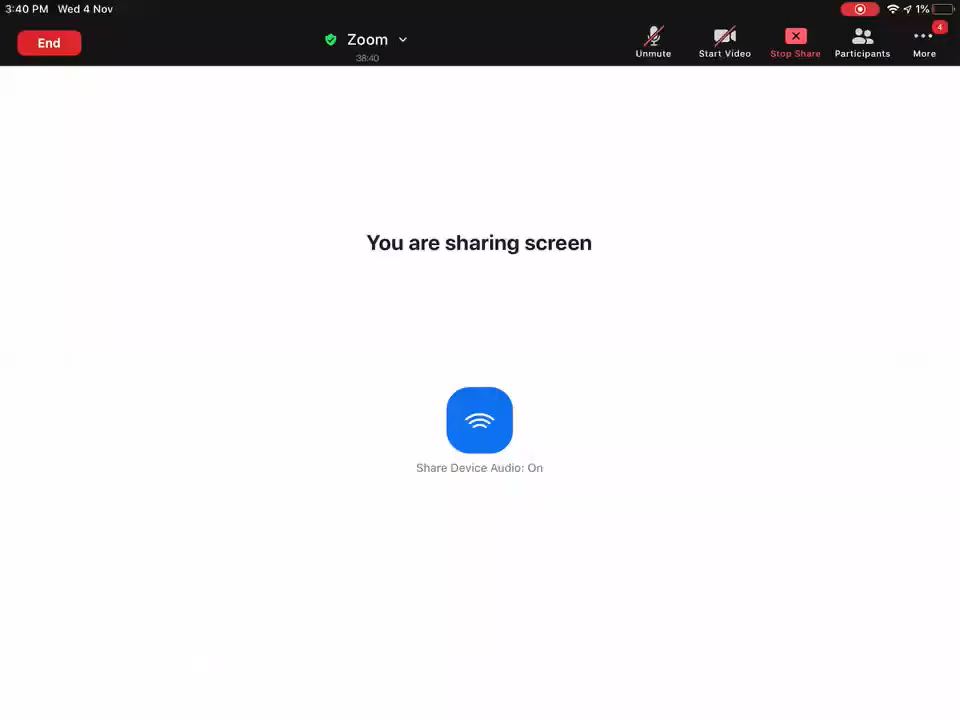 3:40 PM Wed 4 Nov 1%
End
Zoom
38:40
Unmute
Start Video
Stop Share
Participants
More
4
You are sharing screen
Share Device Audio: On